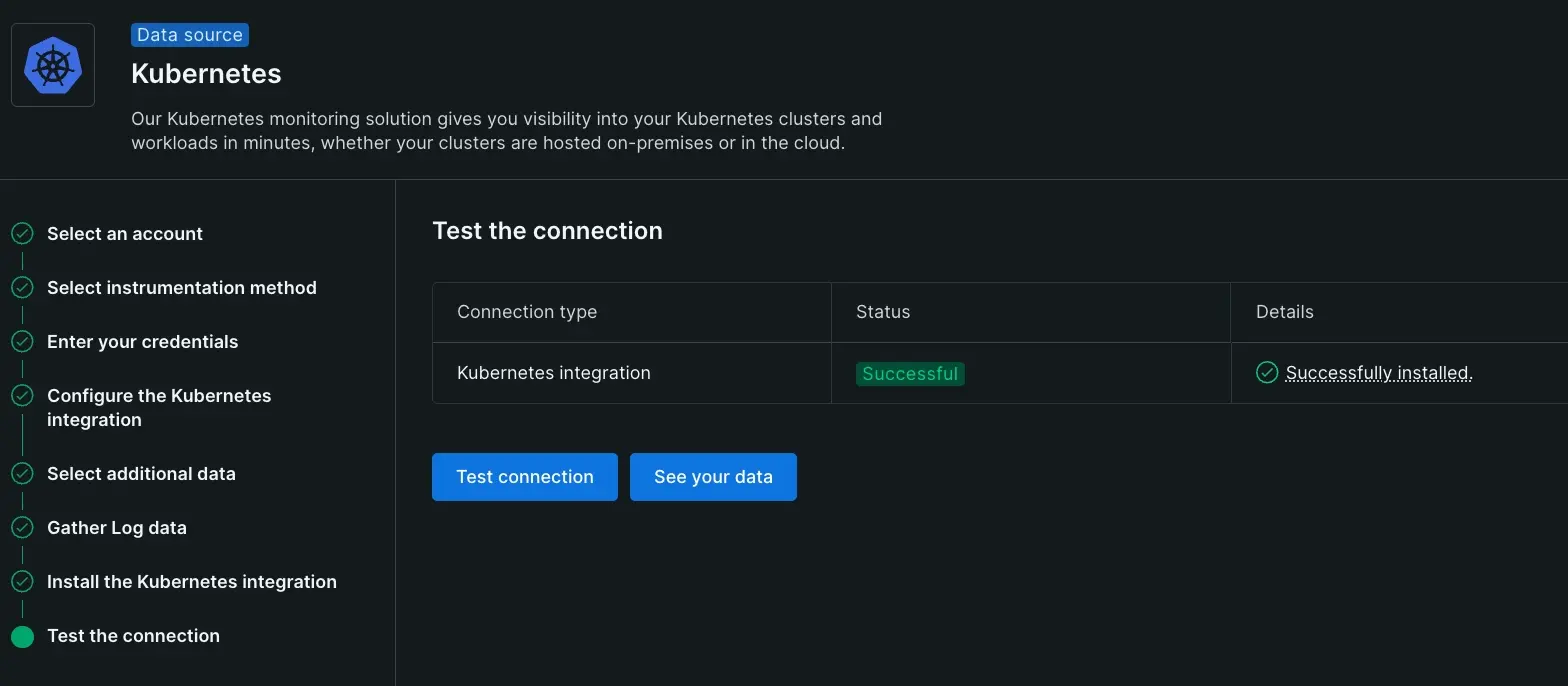 Data source
Kubernetes
Our Kubernetes monitoring solution gives you visibility into your Kubernetes clusters and
workloads in minutes, whether your clusters are hosted on-premises or in the cloud.
Select an account
Select instrumentation method
Enter your credentials
Configure the Kubernetes
integration
Select additional data
Gather Log data
Install the Kubernetes integration
Test the connection
Test the connection
Connection type Status Details
Kubernetes integration Successful Successfully installed.
Test connection See your data